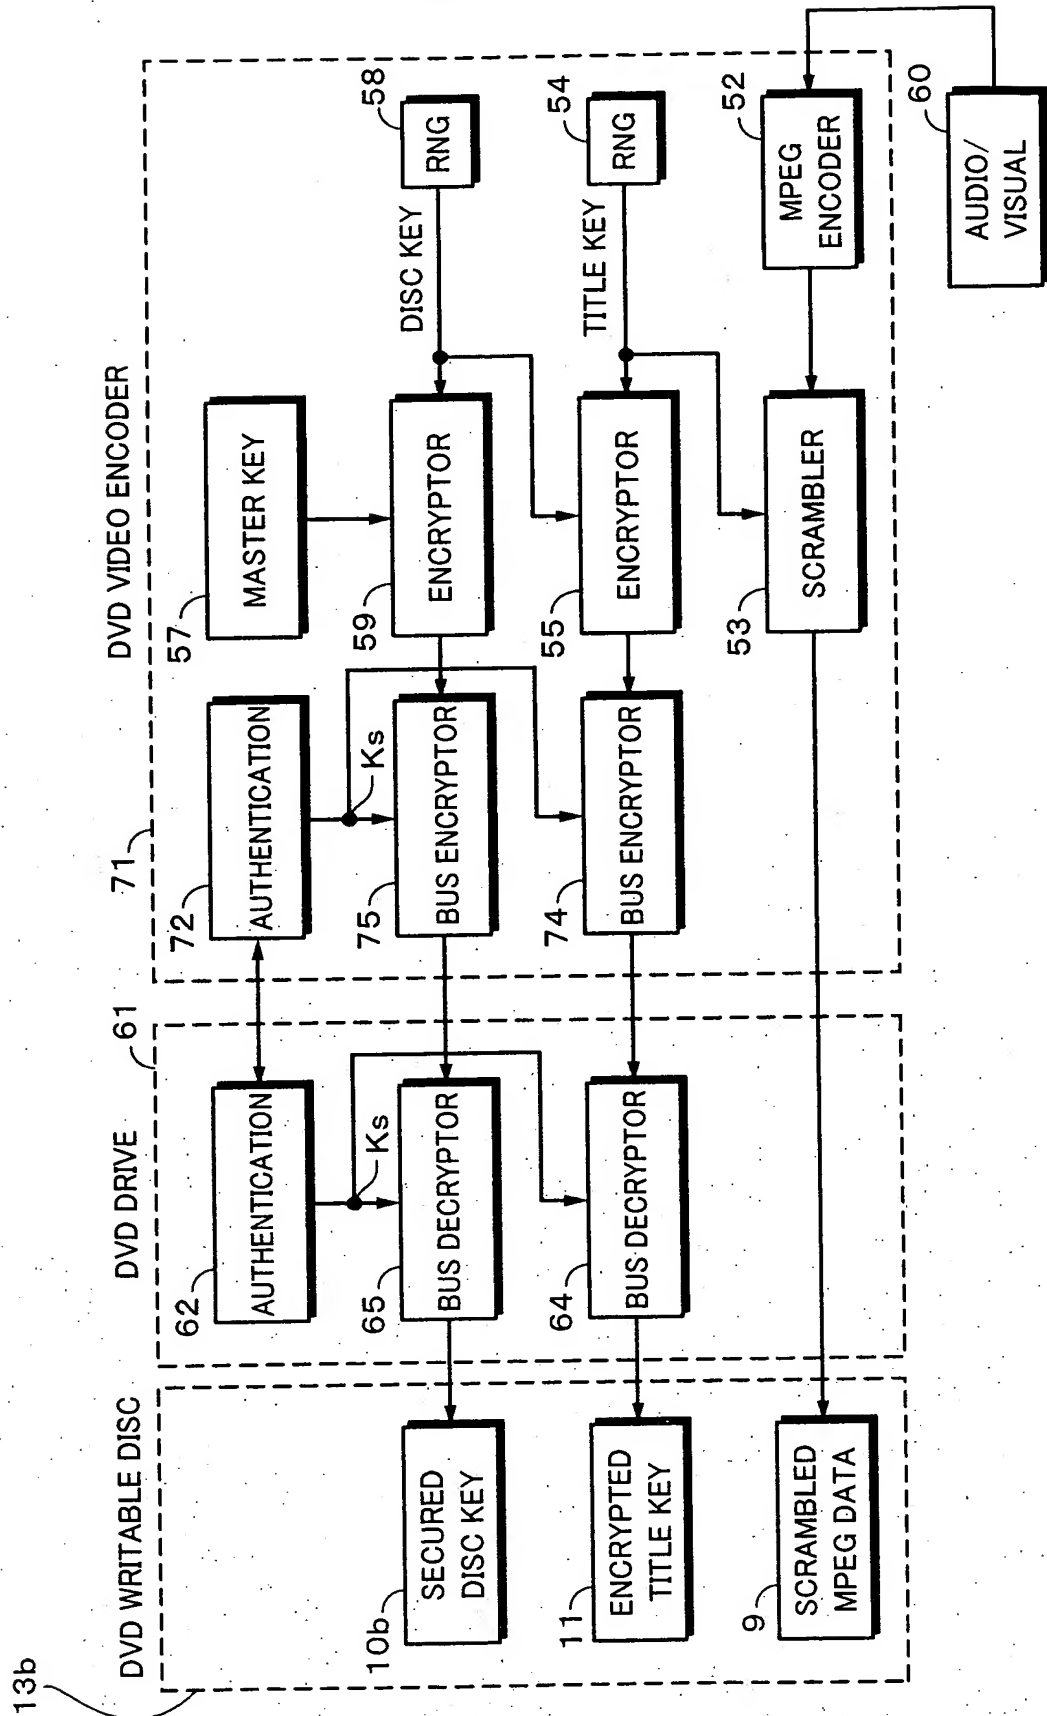 13b
DVD WRITABLE DISC
10b
SECURED
DISC KEY
11
ENCRYPTED
TITLE KEY
9
SCRAMBLED
MPEG DATA
DVD DRIVE
61
62
AUTHENTICATION
Ks
65
BUS DECRYPTOR
64
BUS DECRYPTOR
DVD VIDEO ENCODER
71
72
AUTHENTICATION
Ks
75
BUS ENCRYPTOR
74
BUS ENCRYPTOR
57
MASTER KEY
59
ENCRYPTOR
55
ENCRYPTOR
53
SCRAMBLER
DISC KEY
58
RNG
TITLE KEY
54
RNG
52
MPEG
ENCODER
60
AUDIO/
VISUAL